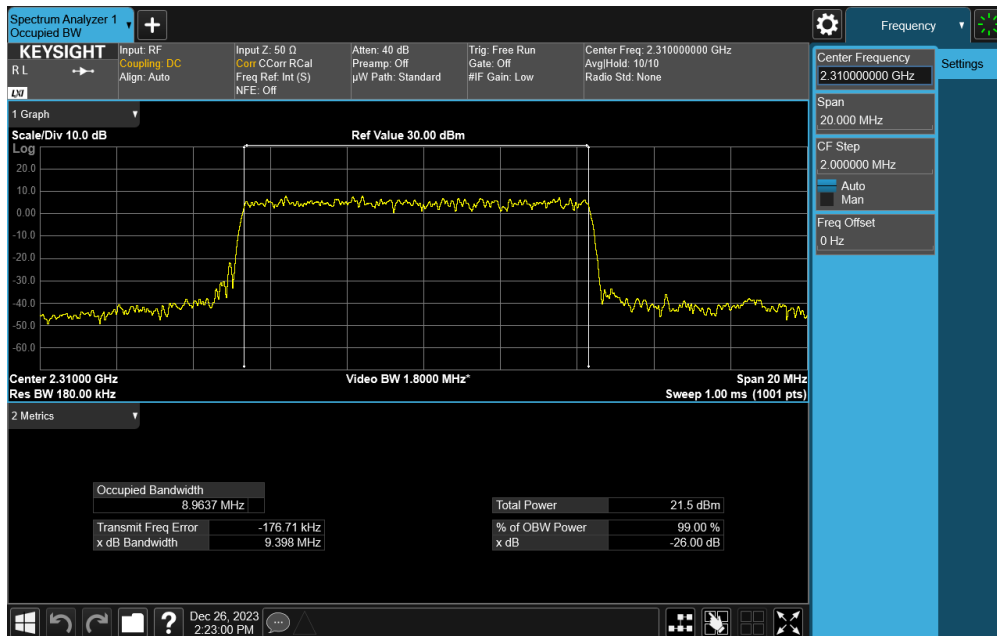 Spectrum Analyzer 1
Occupied BW
Frequency
KEYSIGHT
R L
LXI
Input: RF
Coupling: DC
Align: Auto
Input Z: 50 Ω
Corr CCorr RCal
Freq Ref: Int (S)
NFE: Off
Atten: 40 dB
Preamp: Off
µW Path: Standard
Trig: Free Run
Gate: Off
#IF Gain: Low
Center Freq: 2.310000000 GHz
Avg|Hold: 10/10
Radio Std: None
Center Frequency
2.310000000 GHz
Settings
Span
20.000 MHz
CF Step
2.000000 MHz
Auto
Man
Freq Offset
0 Hz
1 Graph
Scale/Div 10.0 dB
Ref Value 30.00 dBm
Log
20.0
10.0
0.00
-10.0
-20.0
-30.0
-40.0
-50.0
-60.0
Center 2.31000 GHz
Video BW 1.8000 MHz*
Span 20 MHz
Res BW 180.00 kHz
Sweep 1.00 ms (1001 pts)
2 Metrics
Occupied Bandwidth
8.9637 MHz
Total Power 21.5 dBm
Transmit Freq Error -176.71 kHz
% of OBW Power 99.00 %
x dB Bandwidth 9.398 MHz
x dB -26.00 dB
?
Dec 26, 2023
2:23:00 PM